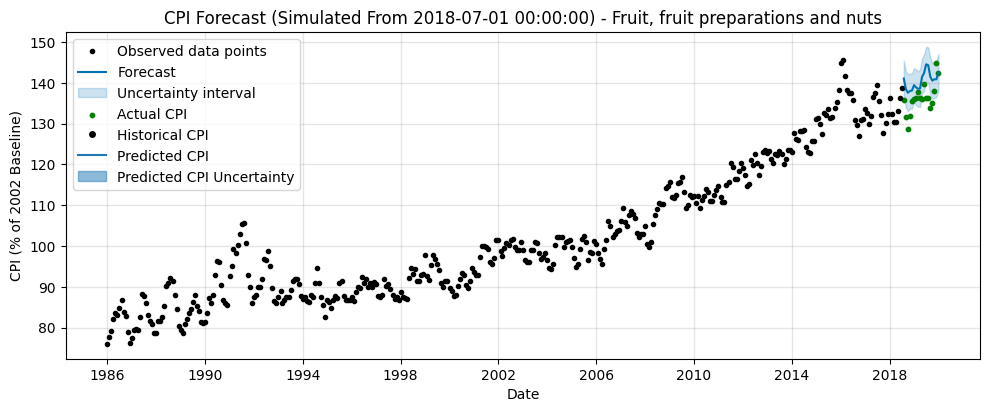 CPI Forecast (Simulated From 2018-07-01 00:00:00) - Fruit, fruit preparations and nuts
Observed data points
Forecast
Uncertainty interval
Actual CPI
Historical CPI
Predicted CPI
Predicted CPI Uncertainty
CPI (% of 2002 Baseline)
150
140
130
120
110
100
90
80
1986
1990
1994
1998
2002
2006
2010
2014
2018
Date